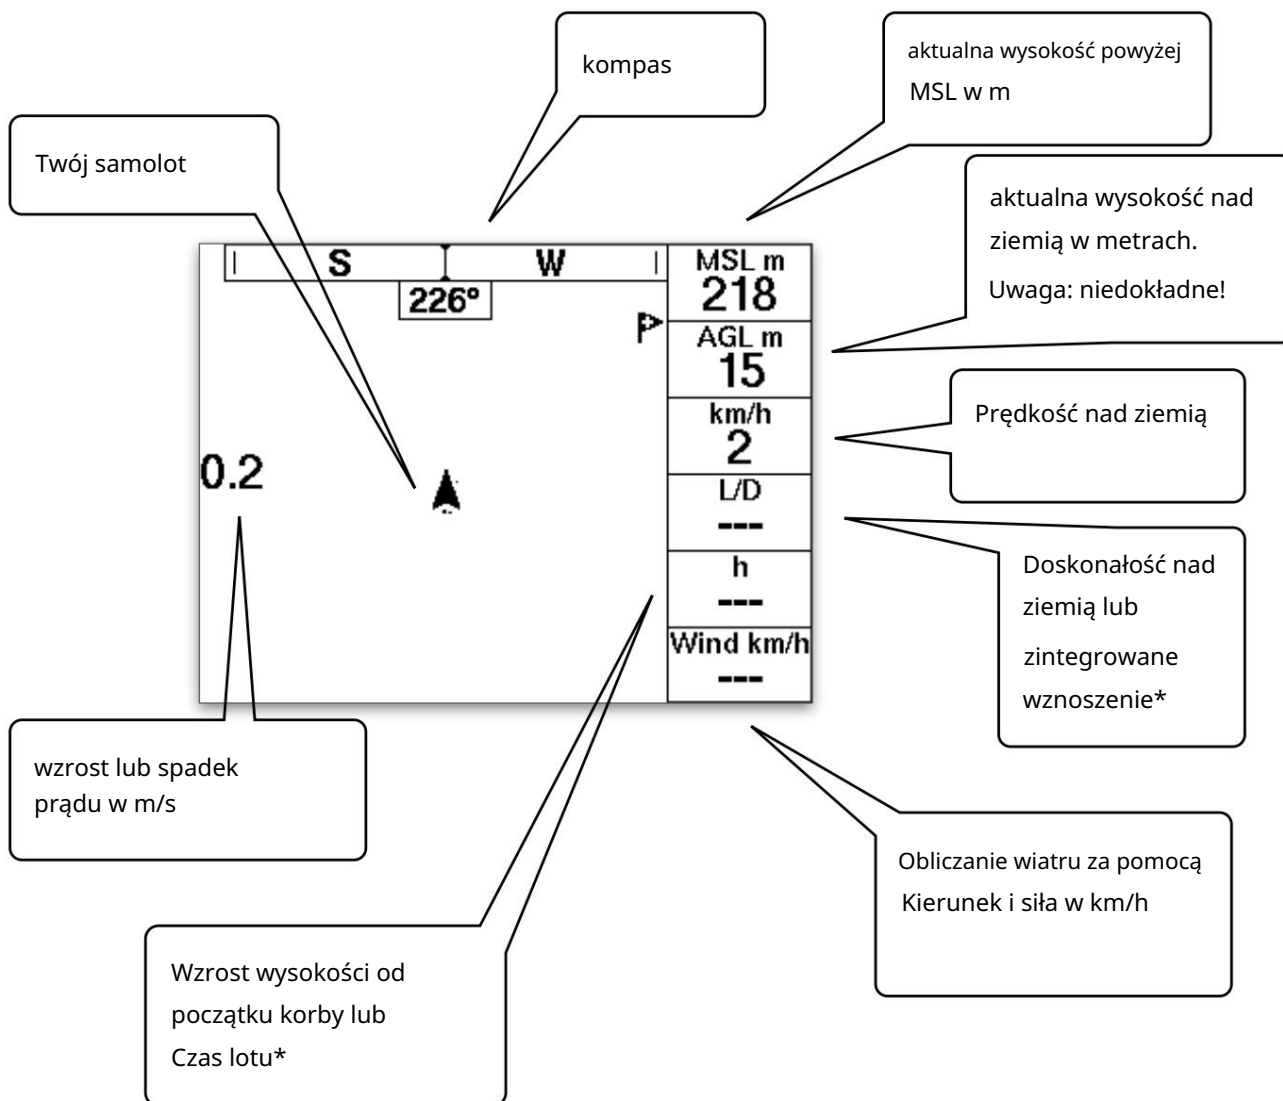 kompas
aktualna wysokość powyżej
MSL w m
Twój samolot
aktualna wysokość nad
ziemią w metrach.
Uwaga: niedokładne!
S
W
226°
MSL m
218
AGL m
15
km/h
2
L/D
---
h
---
Wind km/h
---
0.2
Prędkość nad ziemią
Doskonałość nad
ziemią lub
zintegrowane
wznoszenie*
wzrost lub spadek
prądu w m/s
Obliczanie wiatru za pomocą
Kierunek i siła w km/h
Wzrost wysokości od
początku korby lub
Czas lotu*